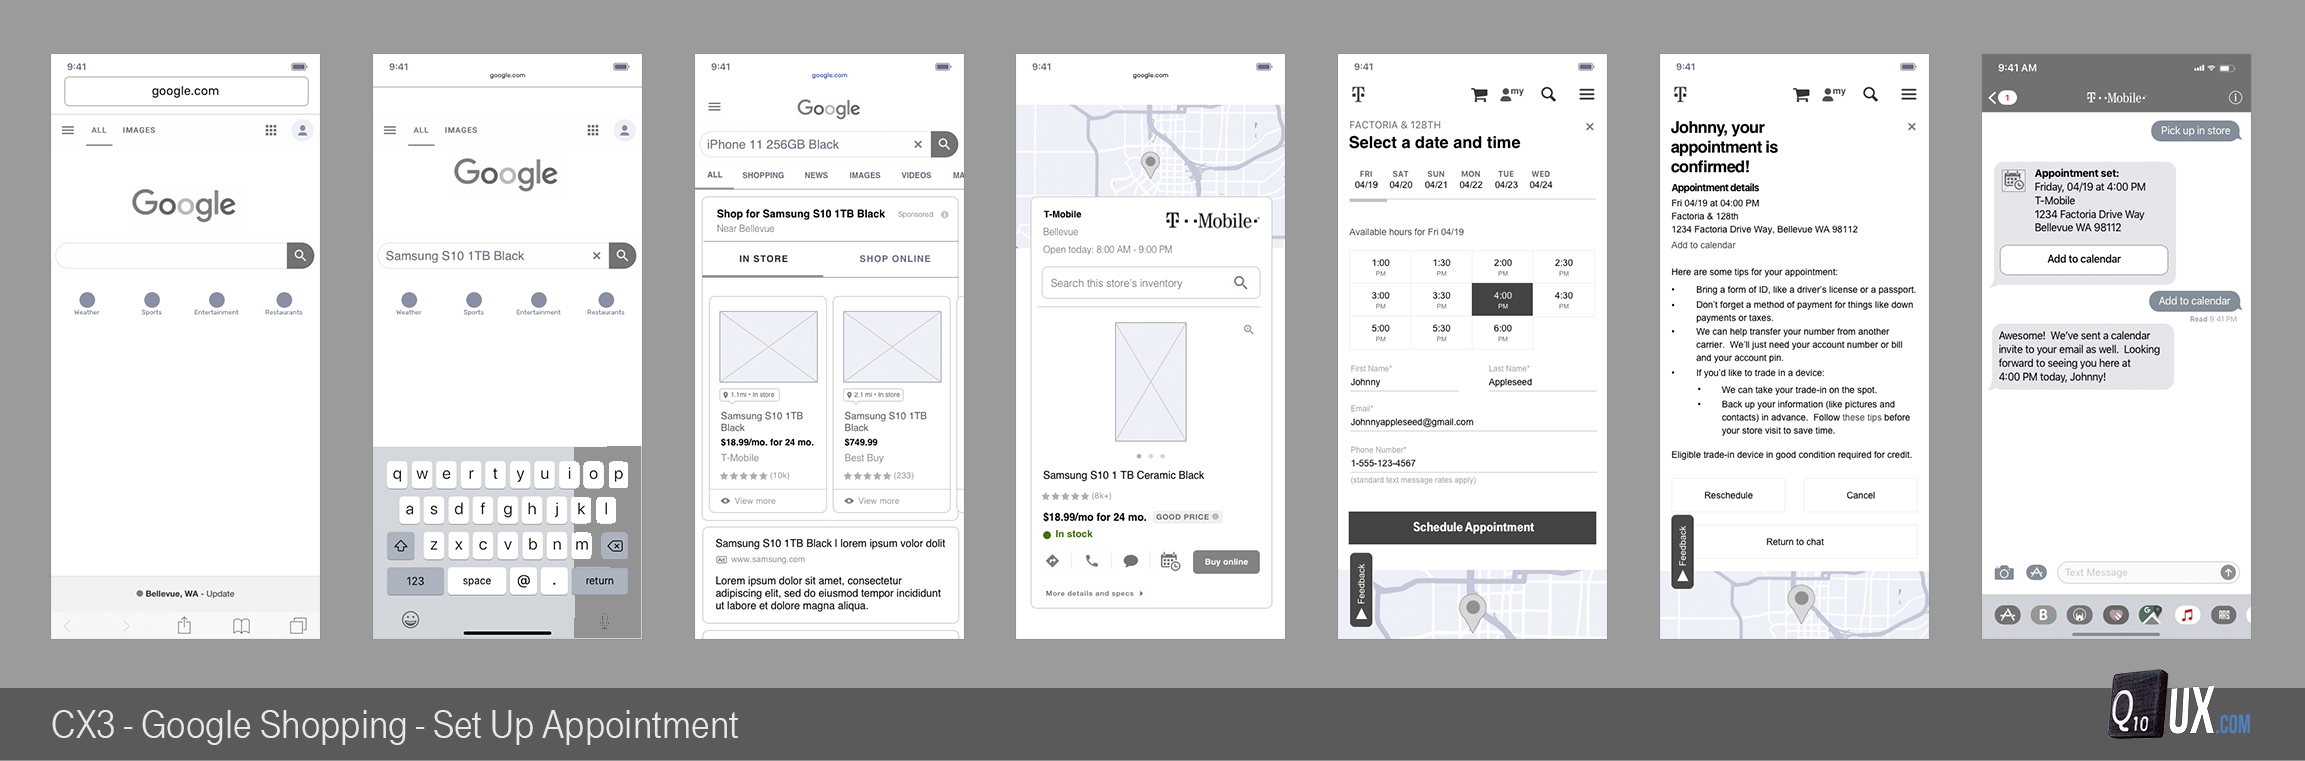 9:41
google.com
ALL IMAGES
Google
Weather Sports Entertainment Restaurants
Bellevue, WA - Update
9:41
google.com
ALL IMAGES
Google
Samsung S10 1TB Black
Weather Sports Entertainment Restaurants
q w e r t y u i o p
a s d f g h j k l
z x c v b n m
123 space @ . return
9:41
google.com
Google
iPhone 11 256GB Black
ALL SHOPPING NEWS IMAGES VIDEOS MA
Shop for Samsung S10 1TB Black Sponsored
Near Bellevue
IN STORE SHOP ONLINE
1.1mi • In store
Samsung S10 1TB
Black
$18.99/mo. for 24 mo.
T-Mobile
(10k)
View more
2.1 mi • In store
Samsung S10 1TB
Black
$749.99
Best Buy
(233)
View more
Samsung S10 1TB Black I lorem ipsum volor dolit
Ad www.samsung.com
Lorem ipsum dolor sit amet, consectetur
adipiscing elit, sed do eiusmod tempor incididunt
ut labore et dolore magna aliqua.
9:41
google.com
T-Mobile
T··Mobile·
Bellevue
Open today: 8:00 AM - 9:00 PM
Search this store's inventory
Samsung S10 1 TB Ceramic Black
(8k+)
$18.99/mo for 24 mo. GOOD PRICE
In stock
Buy online
More details and specs
9:41
T my
FACTORIA & 128TH
Select a date and time
FRI SAT SUN MON TUE WED
04/19 04/20 04/21 04/22 04/23 04/24
Available hours for Fri 04/19
1:00 1:30 2:00 2:30
PM PM PM PM
3:00 3:30 4:00 4:30
PM PM PM PM
5:00 5:30 6:00
PM PM PM
First Name* Last Name*
Johnny Appleseed
Email*
Johnnyappleseed@gmail.com
Phone Number*
1-555-123-4567
(standard text message rates apply)
Schedule Appointment
Feedback
9:41
T my
Johnny, your
appointment is
confirmed!
Appointment details
Fri 04/19 at 04:00 PM
Factoria & 128th
1234 Factoria Drive Way, Bellevue WA 98112
Add to calendar
Here are some tips for your appointment:
• Bring a form of ID, like a driver's license or a passport.
• Don't forget a method of payment for things like down
payments or taxes.
• We can help transfer your number from another
carrier. We'll just need your account number or bill
and your account pin.
• If you'd like to trade in a device:
• We can take your trade-in on the spot.
• Back up your information (like pictures and
contacts) in advance. Follow these tips before
your store visit to save time.
Eligible trade-in device in good condition required for credit.
Reschedule Cancel
Return to chat
Feedback
9:41 AM
1 T··Mobile·
Pick up in store
Appointment set:
Friday, 04/19 at 4:00 PM
T-Mobile
1234 Factoria Drive Way
Bellevue WA 98112
Add to calendar
Add to calendar
Read 9:41 PM
Awesome! We've sent a calendar
invite to your email as well. Looking
forward to seeing you here at
4:00 PM today, Johnny!
Text Message
CX3 - Google Shopping - Set Up Appointment
Q10 UX.COM